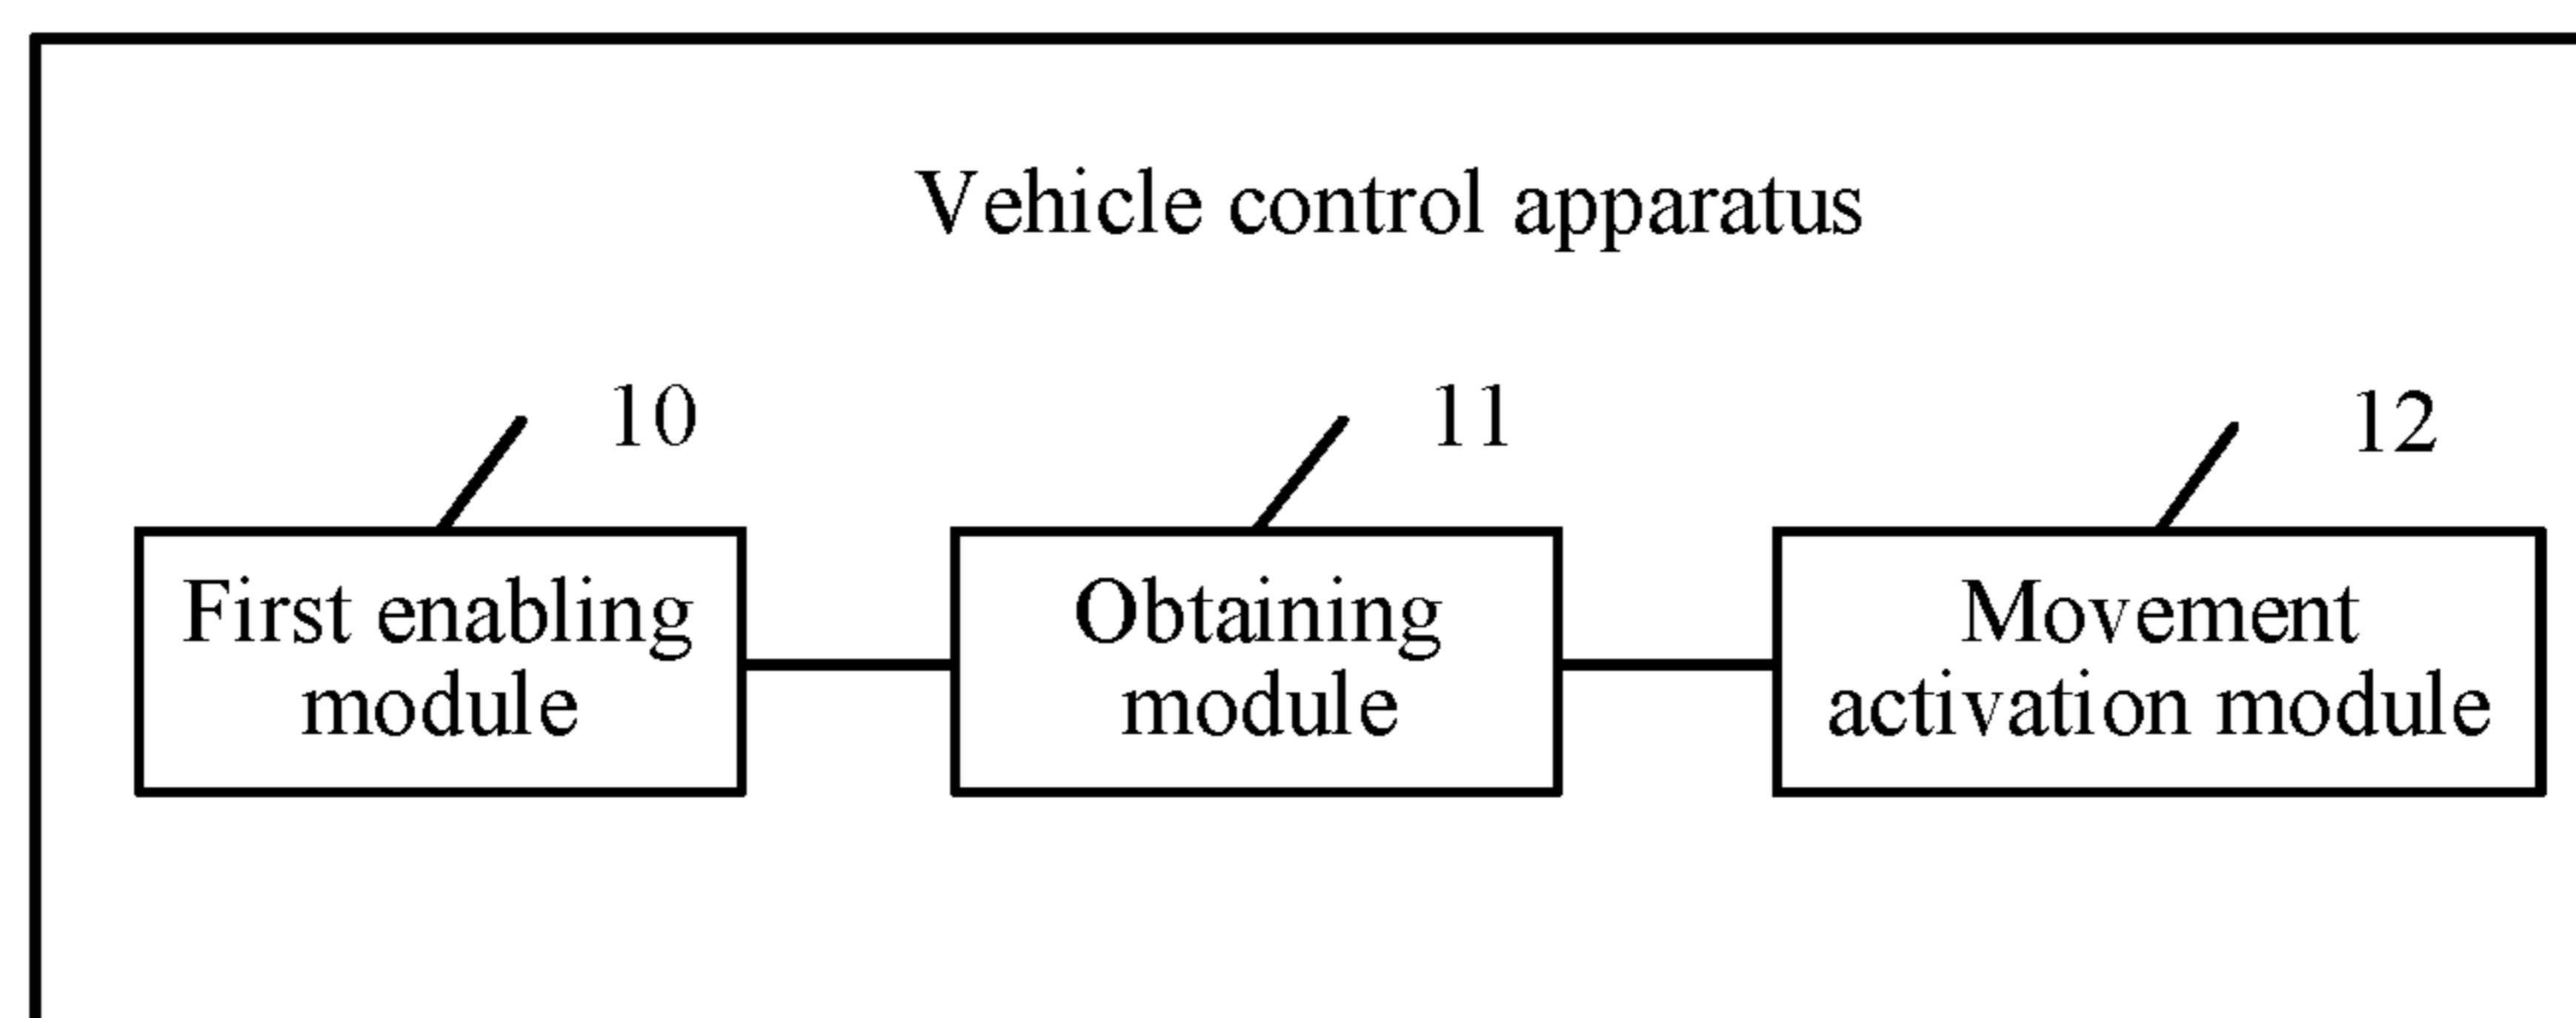 Vehicle control apparatus
10
11
12
First enabling
module
Obtaining
module
Movement
activation module